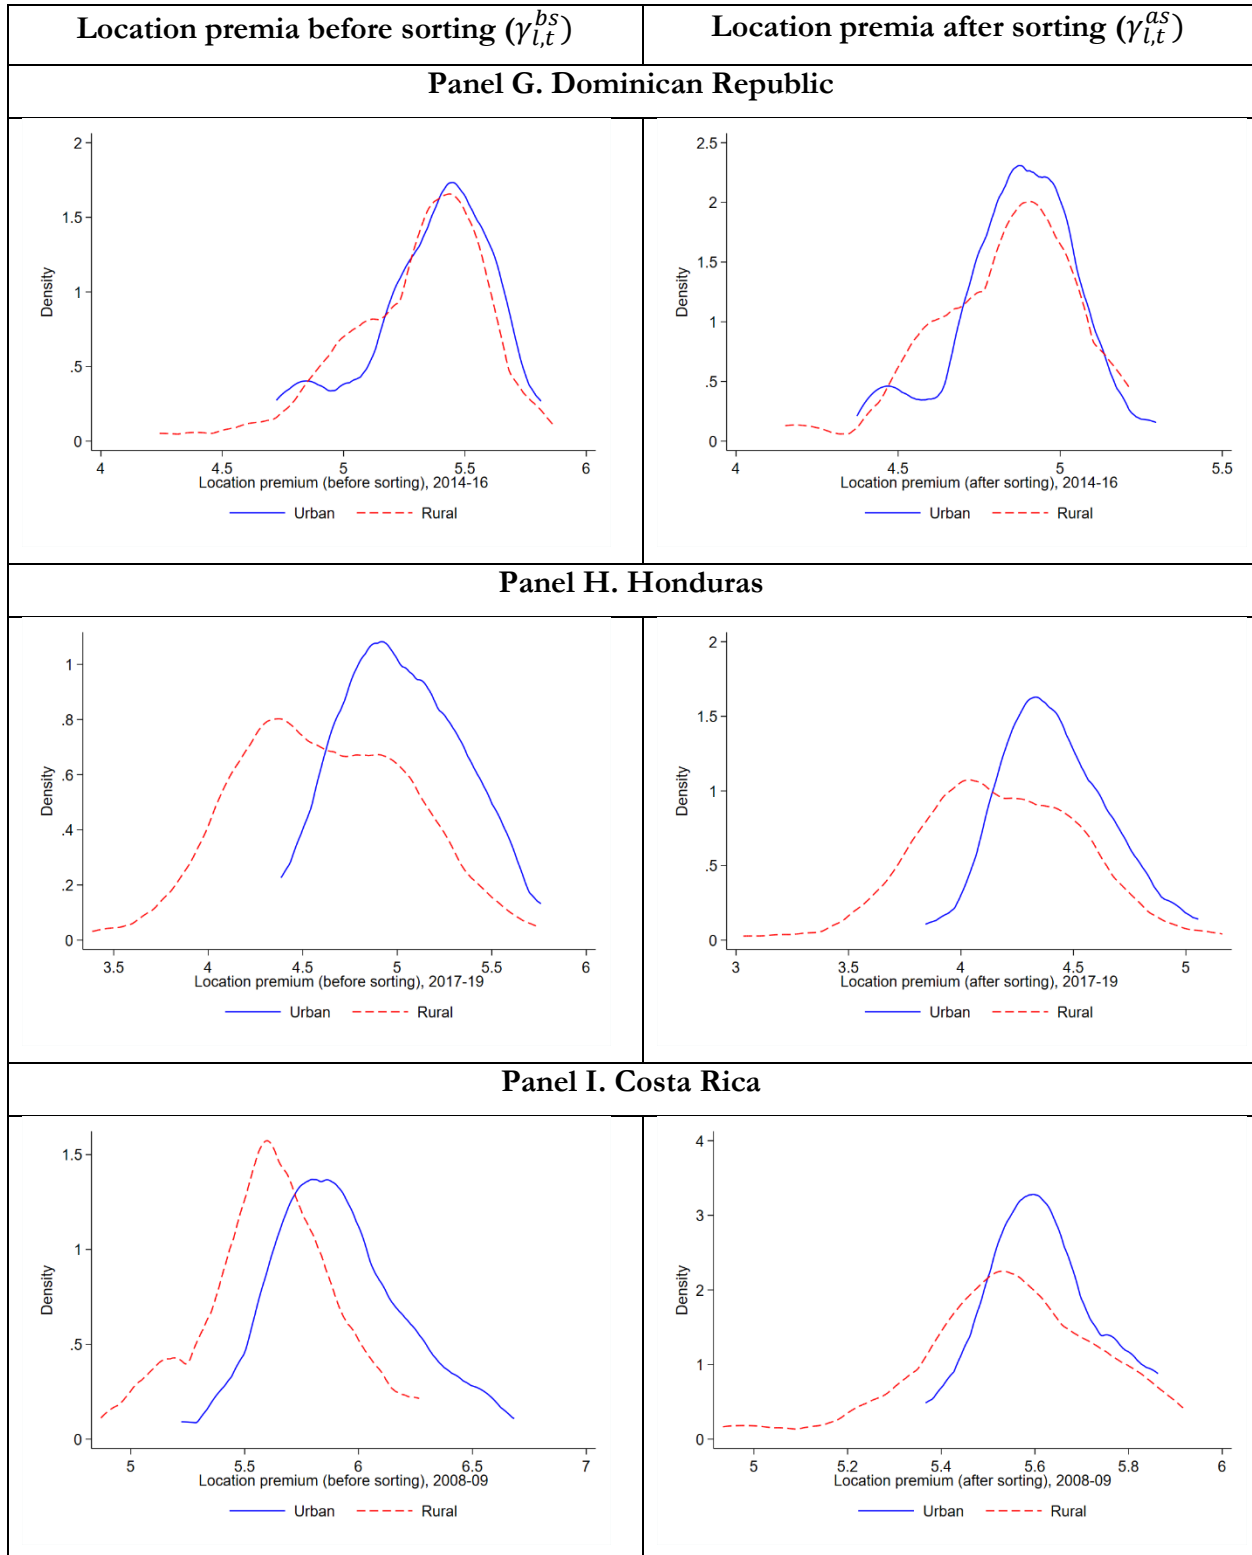 Location premia before sorting (γ^{bs}_{l,t})
Location premia after sorting (γ^{as}_{l,t})
Panel G. Dominican Republic
2
1.5
1
.5
0
Density
4 4.5 5 5.5 6
Location premium (before sorting), 2014-16
Urban Rural
2.5
2
1.5
1
.5
0
Density
4 4.5 5 5.5
Location premium (after sorting), 2014-16
Urban Rural
Panel H. Honduras
1
.8
.6
.4
.2
0
Density
3.5 4 4.5 5 5.5 6
Location premium (before sorting), 2017-19
Urban Rural
2
1.5
1
.5
0
Density
3 3.5 4 4.5 5
Location premium (after sorting), 2017-19
Urban Rural
Panel I. Costa Rica
1.5
1
.5
0
Density
5 5.5 6 6.5 7
Location premium (before sorting), 2008-09
Urban Rural
4
3
2
1
0
Density
5 5.2 5.4 5.6 5.8 6
Location premium (after sorting), 2008-09
Urban Rural